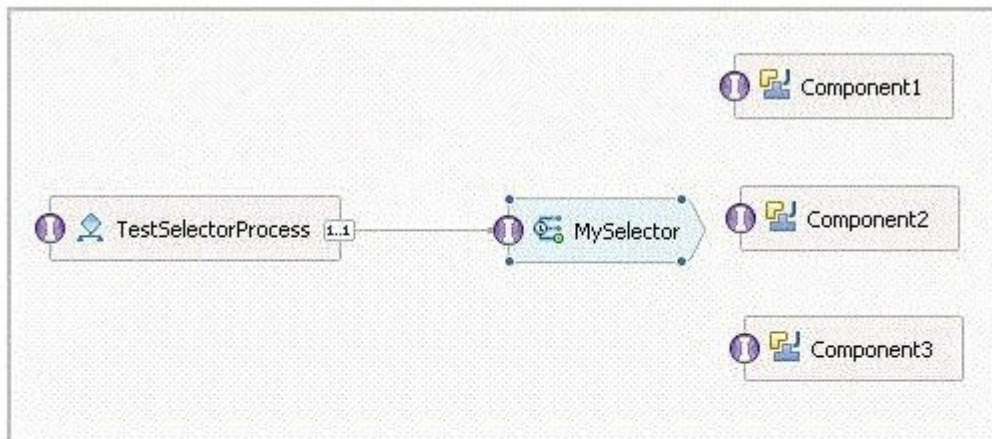 Component1
TestSelectorProcess 1..1
MySelector
Component2
Component3